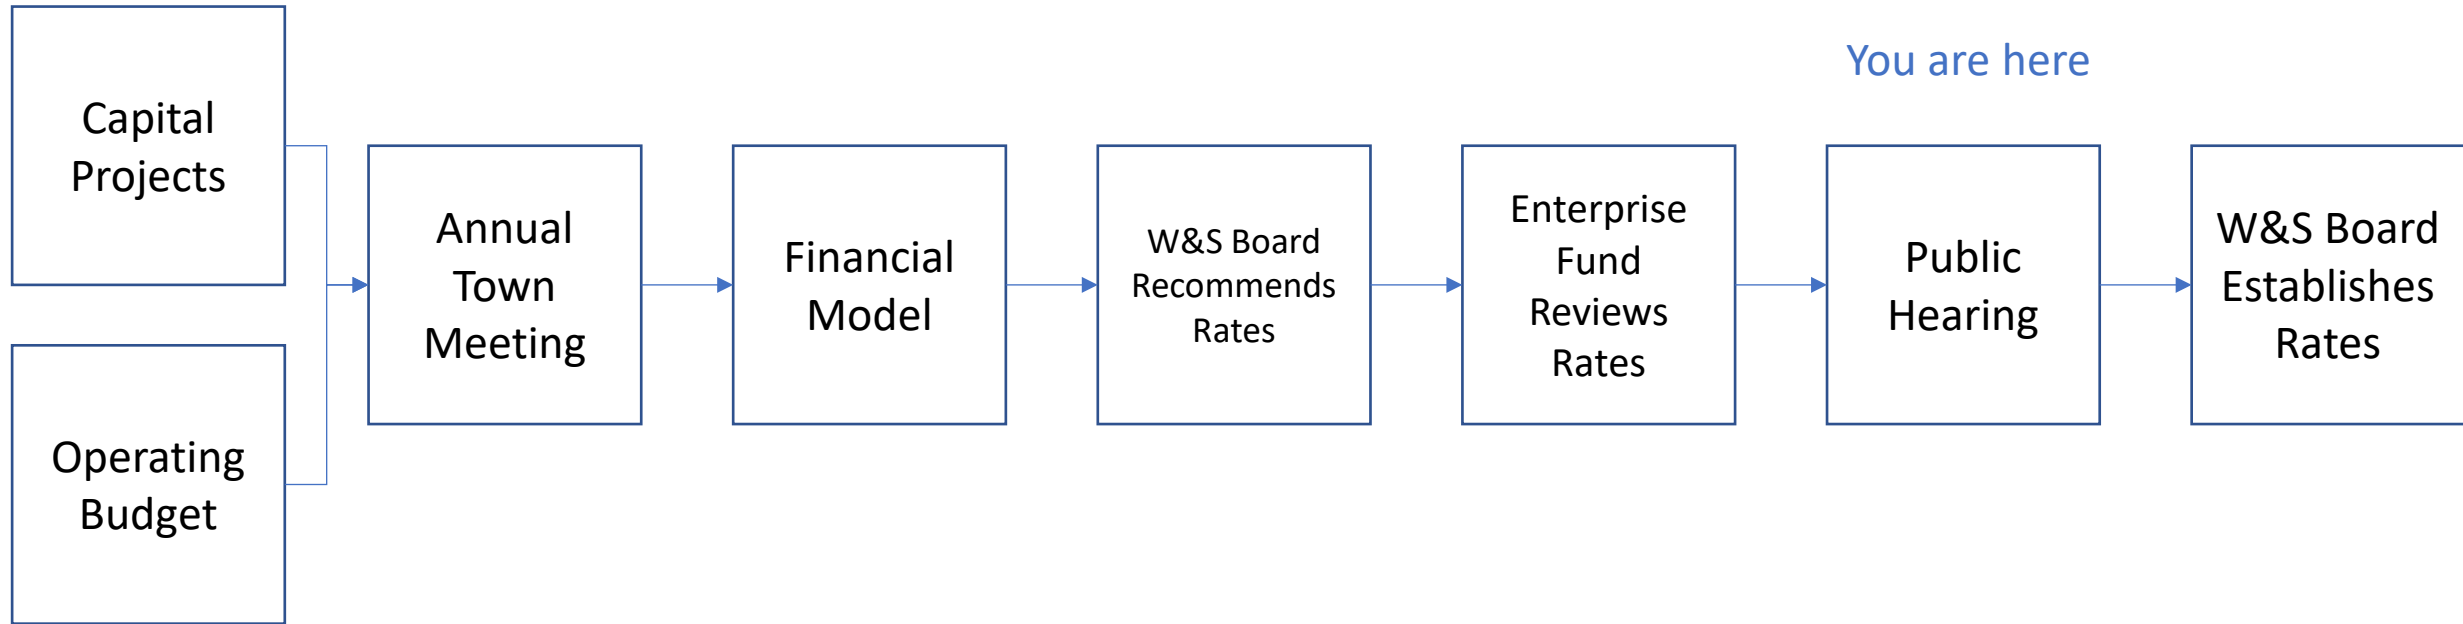 Capital
Projects
Operating
Budget
Annual
Town
Meeting
Financial
Model
W&S Board
Recommends
Rates
Enterprise
Fund
Reviews
Rates
You are here
Public
Hearing
W&S Board
Establishes
Rates